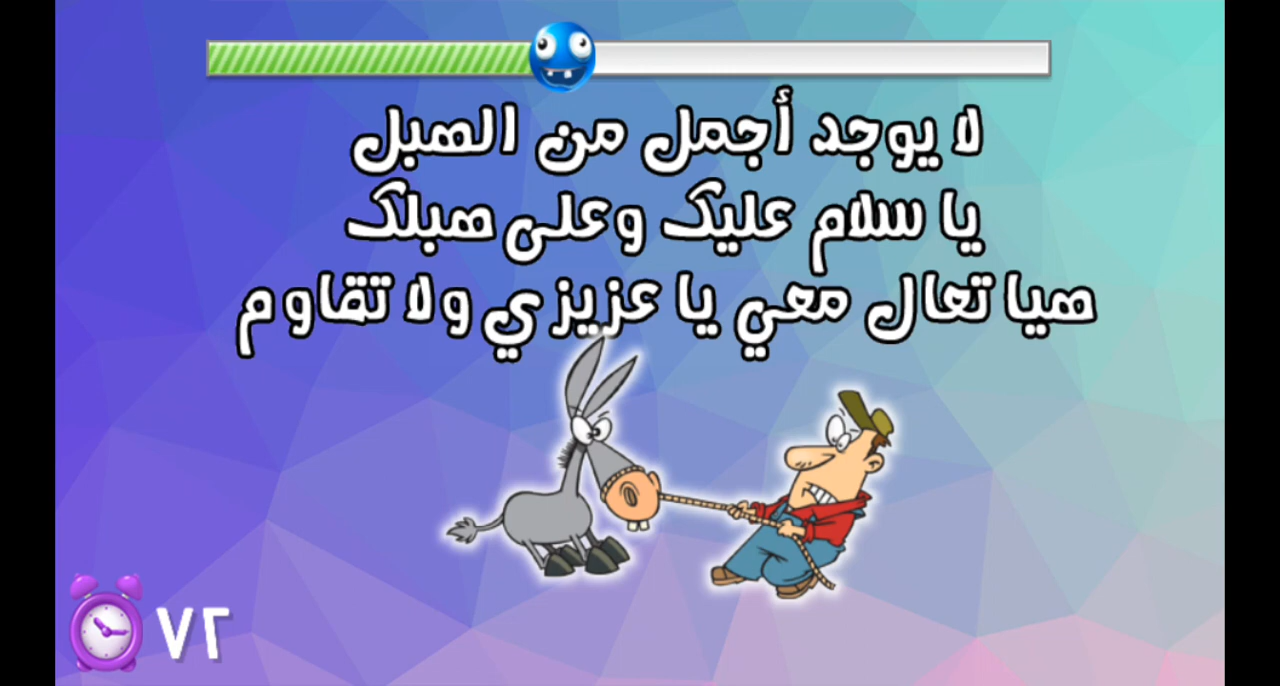 لا يوجد أجمل من الهبل
يا سلام عليك وعلى هبلك
هيا تعال معي يا عزيزي ولا تقاوم
٧٢